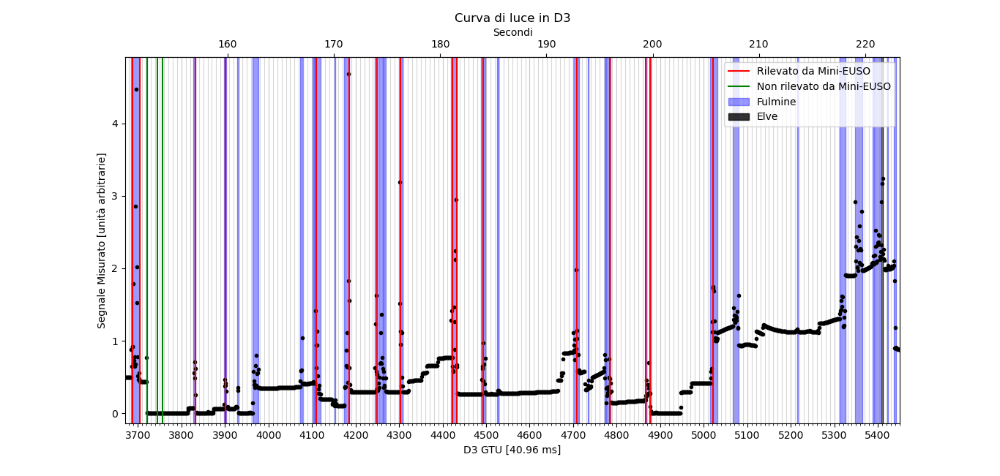 Curva di luce in D3
Secondi
160 170 180 190 200 210 220
Rilevato da Mini-EUSO
Non rilevato da Mini-EUSO
Fulmine
Elve
Segnale Misurato [unità arbitrarie]
4
3
2
1
0
3700 3800 3900 4000 4100 4200 4300 4400 4500 4600 4700 4800 4900 5000 5100 5200 5300 5400
D3 GTU [40.96 ms]